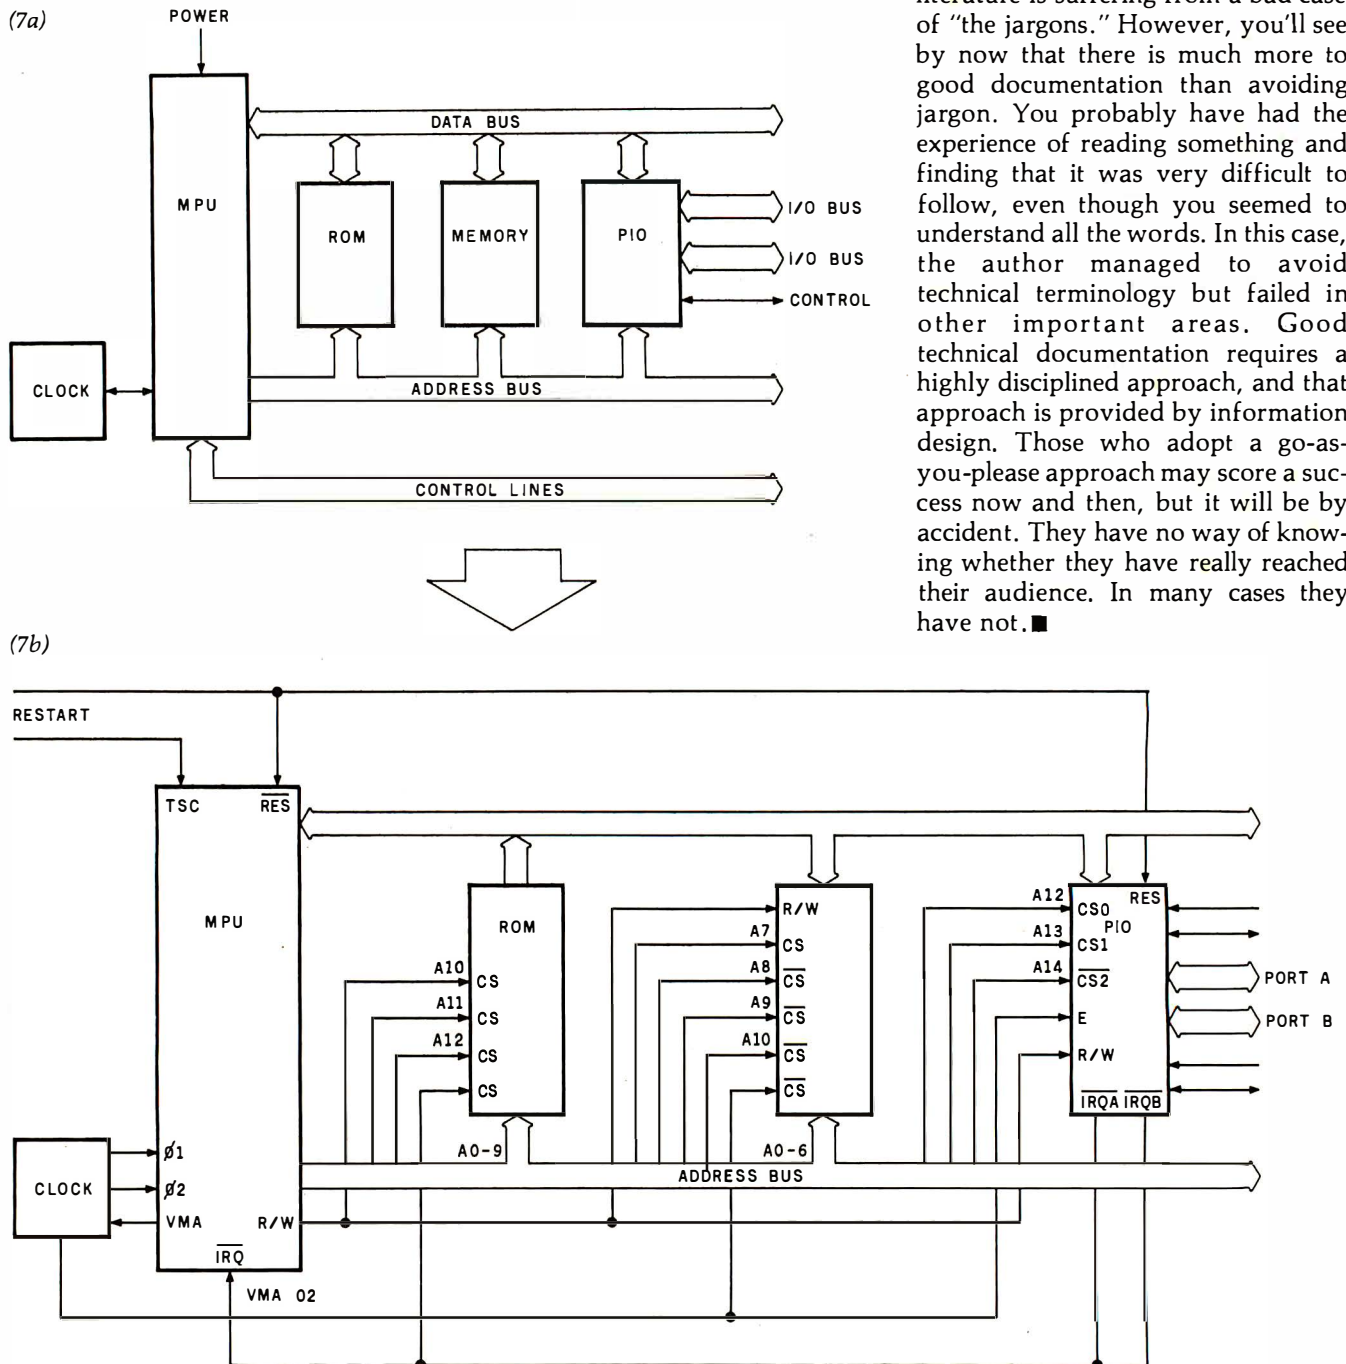 (7a)
POWER
DATA BUS
MPU
ROM
MEMORY
PIO
I/O BUS
I/O BUS
CONTROL
CLOCK
ADDRESS BUS
CONTROL LINES
literature is suffering from a bad case
of "the jargons." However, you'll see
by now that there is much more to
good documentation than avoiding
jargon. You probably have had the
experience of reading something and
finding that it was very difficult to
follow, even though you seemed to
understand all the words. In this case,
the author managed to avoid
technical terminology but failed in
other important areas. Good
technical documentation requires a
highly disciplined approach, and that
approach is provided by information
design. Those who adopt a go-as-
you-please approach may score a suc-
cess now and then, but it will be by
accident. They have no way of know-
ing whether they have really reached
their audience. In many cases they
have not.■
(7b)
RESTART
TSC
R̅E̅S̅
MPU
ROM
A10
CS
A11
CS
A12
CS
CS
A0-9
R/W
A7
CS
A8
C̅S̅
A9
C̅S̅
A10
C̅S̅
C̅S̅
A0-6
A12
CS0
RES
PIO
A13
CS1
A14
C̅S̅2̅
E
R/W
I̅R̅Q̅A̅ I̅R̅Q̅B̅
PORT A
PORT B
CLOCK
Ø1
Ø2
VMA
R/W
I̅R̅Q̅
ADDRESS BUS
VMA 02